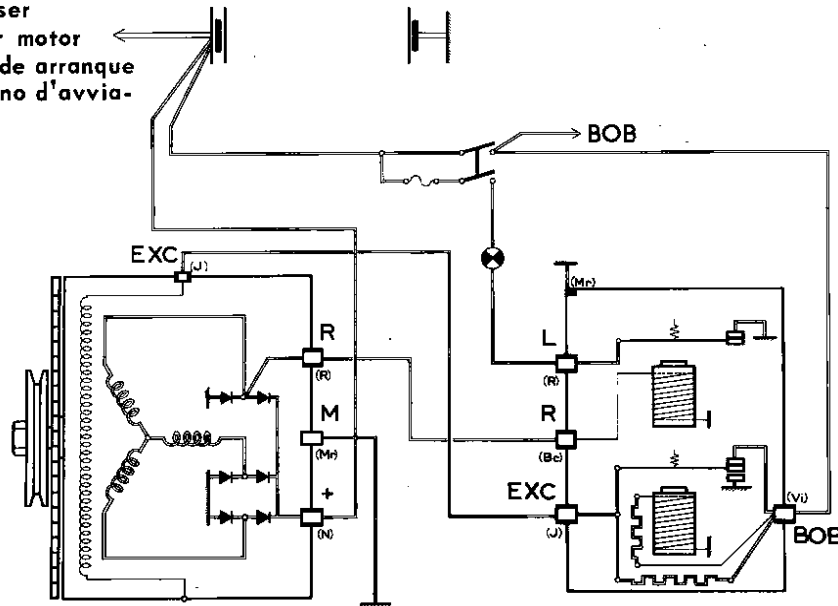 ser
r motor
de arranque
no d'avvia-
BOB
EXC
(J)
(Mr)
R
(R)
L
(R)
M
(Mr)
R
(Bc)
+
(N)
EXC
(J)
(Vi)
BOB